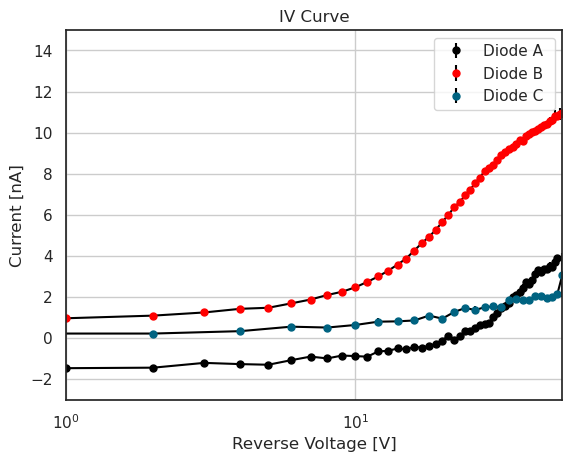 IV Curve
Diode A
Diode B
Diode C
Current [nA]
14
12
10
8
6
4
2
0
−2
10⁰
10¹
Reverse Voltage [V]